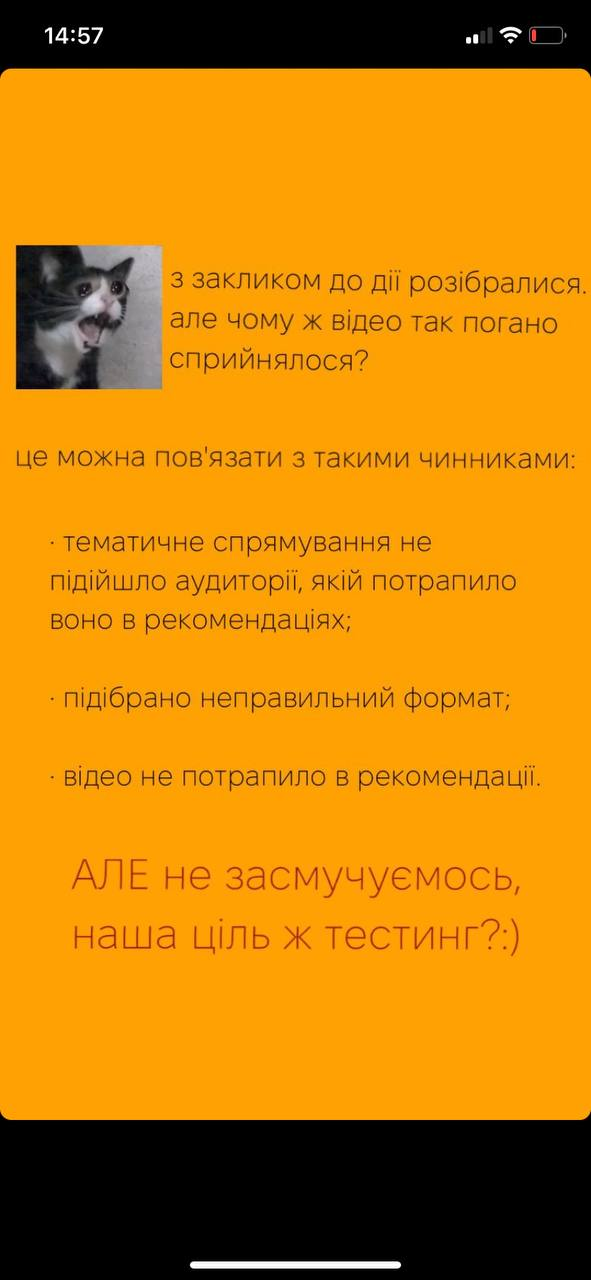 14:57
з закликом до дії розібралися.
але чому ж відео так погано
сприйнялося?
це можна пов'язати з такими чинниками:
· тематичне спрямування не
підійшло аудиторії, якій потрапило
воно в рекомендаціях;
· підібрано неправильний формат;
· відео не потрапило в рекомендації.
АЛЕ не засмучуємось,
наша ціль ж тестинг?:)